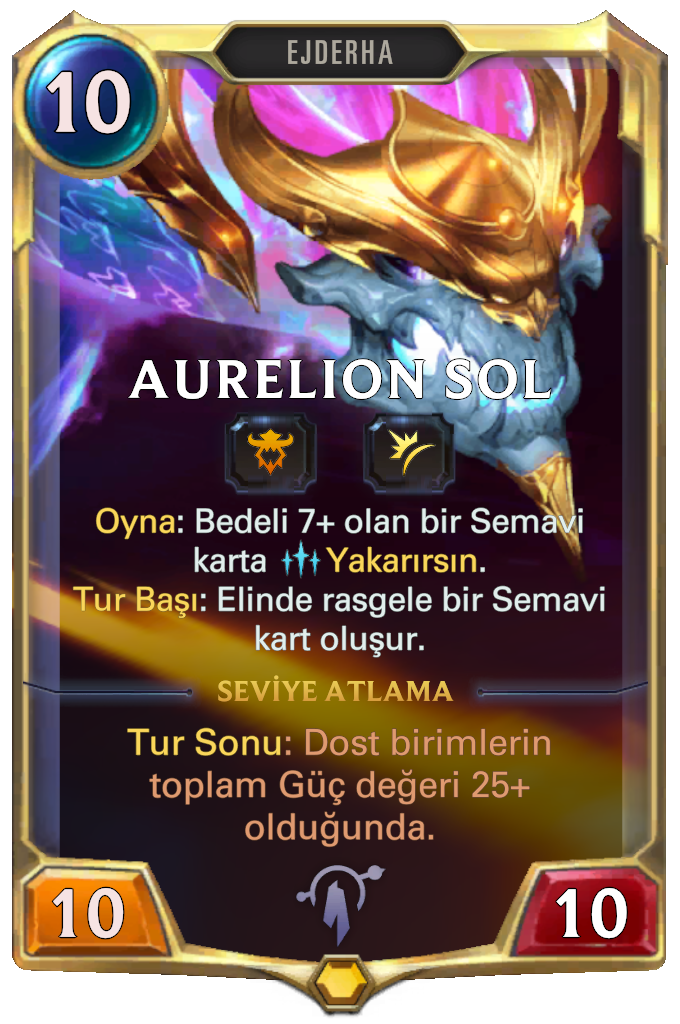 EJDERHA
10
AURELION SOL
Oyna: Bedeli 7+ olan bir Semavi
karta Yakarırsın.
Tur Başı: Elinde rasgele bir Semavi
kart oluşur.
SEVİYE ATLAMA
Tur Sonu: Dost birimlerin
toplam Güç değeri 25+
olduğunda.
10
10